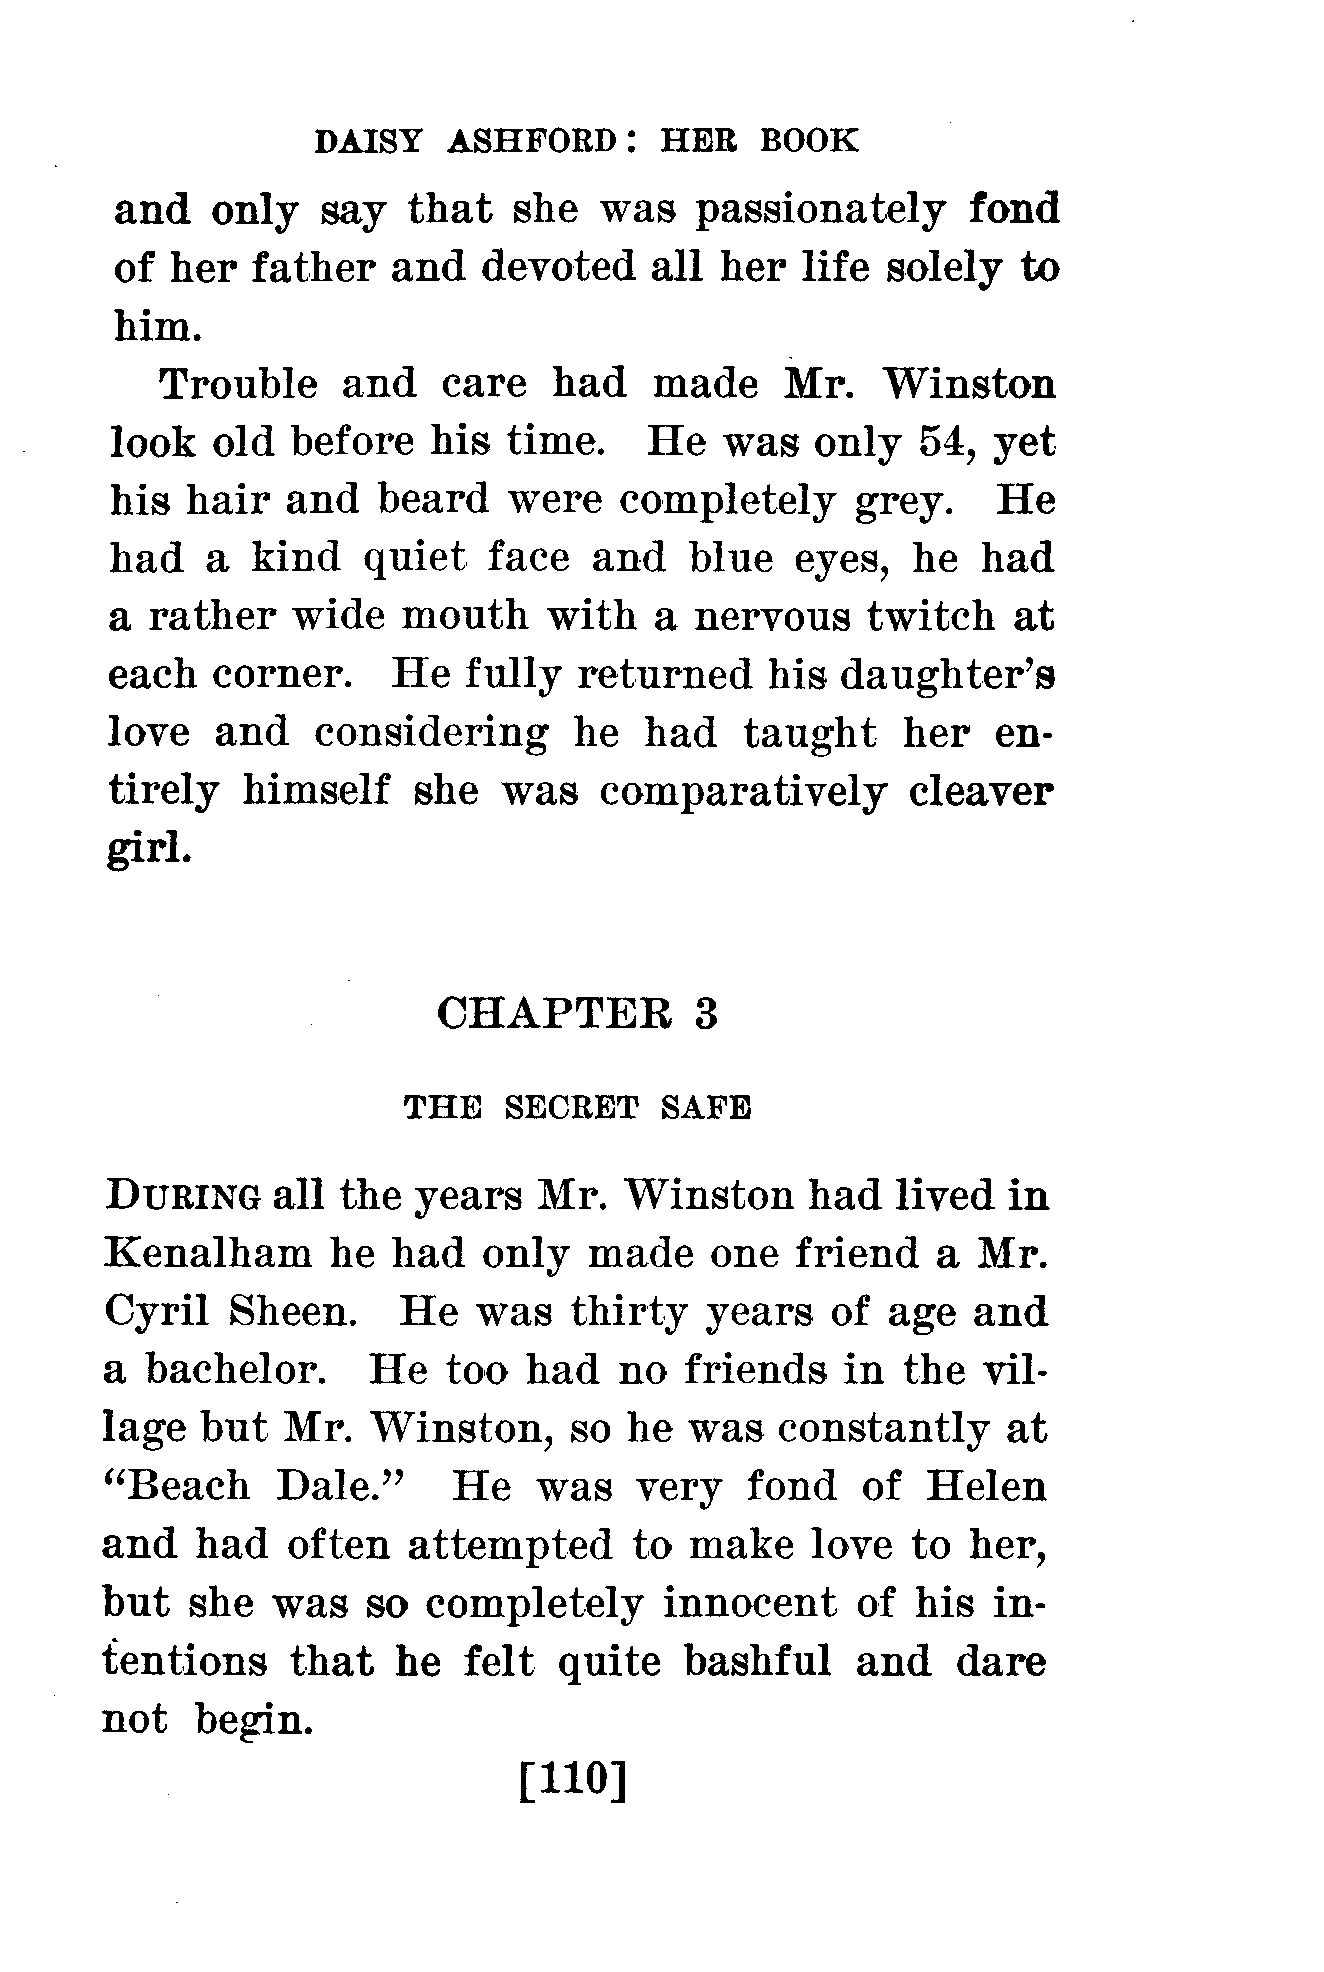 DAISY ASHFORD: HER BOOK
and only say that she was passionately fond
of her father and devoted all her life solely to
him.
Trouble and care had made Mr. Winston
look old before his time. He was only 54, yet
his hair and beard were completely grey. He
had a kind quiet face and blue eyes, he had
a rather wide mouth with a nervous twitch at
each corner. He fully returned his daughter's
love and considering he had taught her en-
tirely himself she was comparatively cleaver
girl.
CHAPTER 3
THE SECRET SAFE
DURING all the years Mr. Winston had lived in
Kenalham he had only made one friend a Mr.
Cyril Sheen. He was thirty years of age and
a bachelor. He too had no friends in the vil-
lage but Mr. Winston, so he was constantly at
"Beach Dale." He was very fond of Helen
and had often attempted to make love to her,
but she was so completely innocent of his in-
tentions that he felt quite bashful and dare
not begin.
[110]